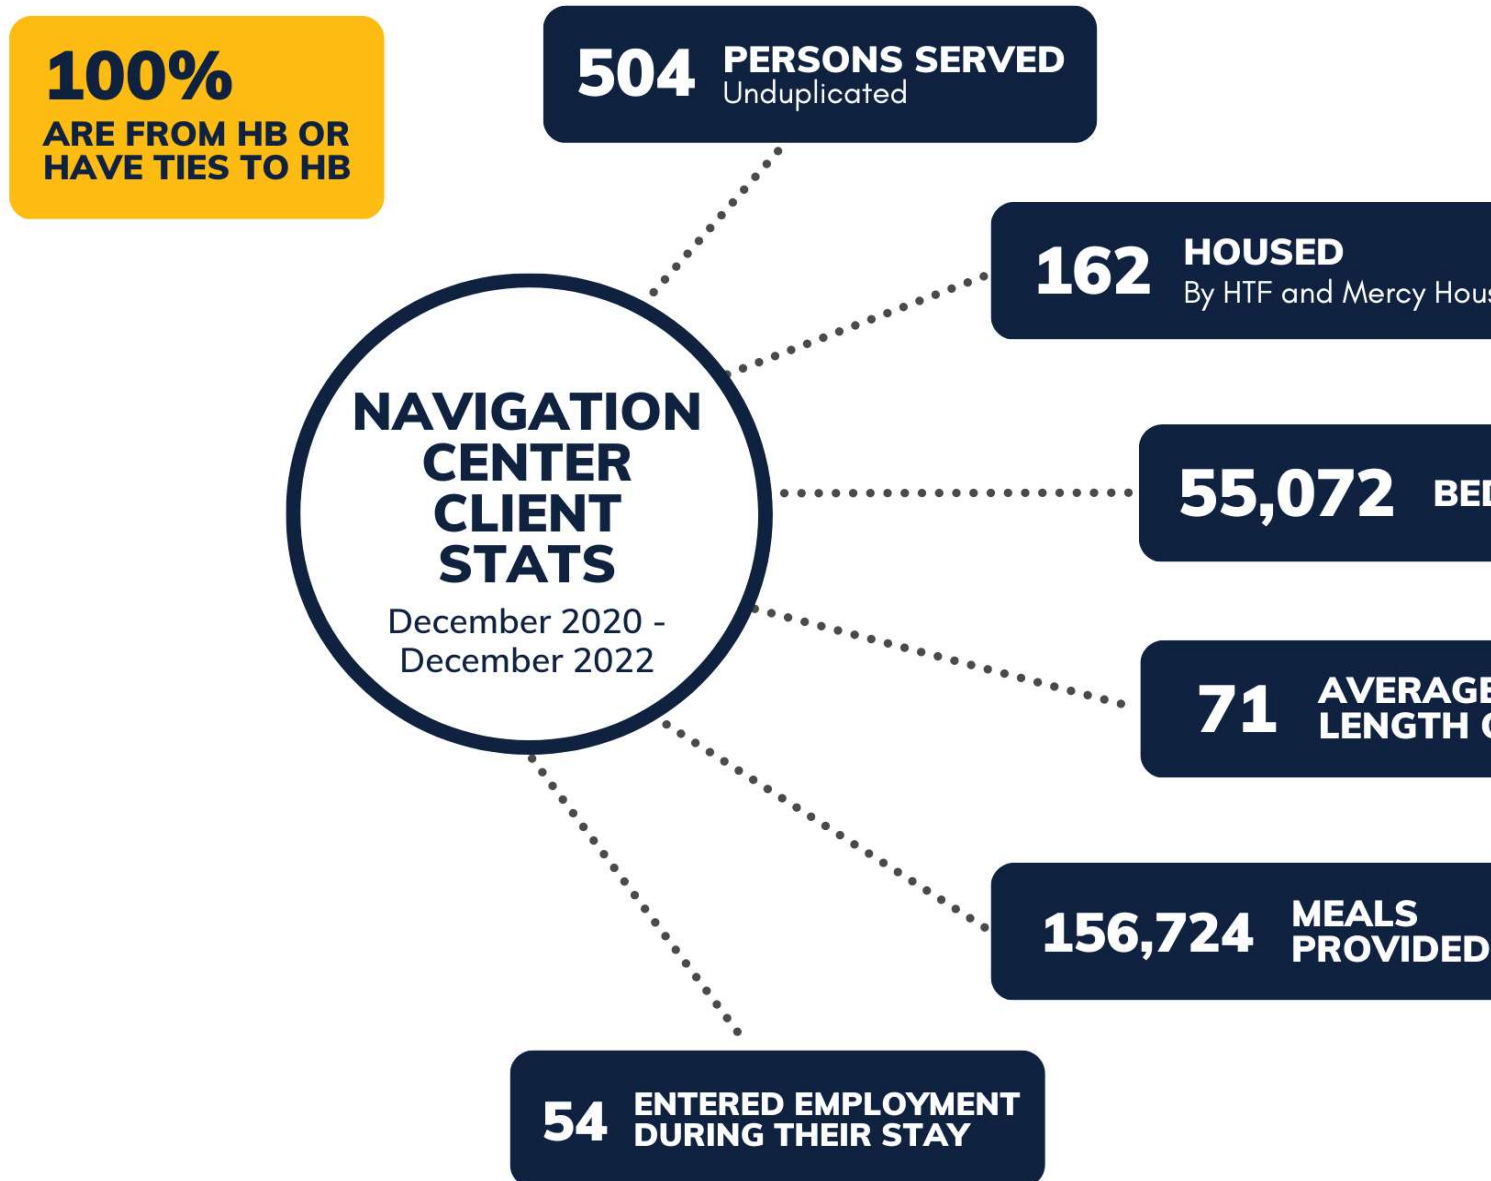 100%
ARE FROM HB OR
HAVE TIES TO HB
504 PERSONS SERVED
Unduplicated
162 HOUSED
By HTF and Mercy
NAVIGATION
CENTER
CLIENT
STATS
December 2020 -
December 2022
55,072
71 AVERAGE
LENGTH
156,724 MEALS
PROVIDED
54 ENTERED EMPLOYMENT
DURING THEIR STAY